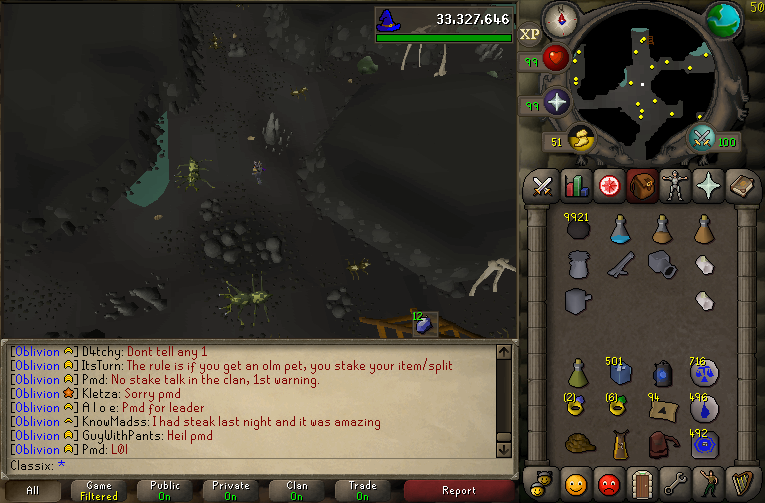 33,327,646
50
XP
99
99
51
100
12
9921
501
716
(2)
(6)
94
496
492
[Oblivion] D4tchy: Dont tell any 1
[Oblivion] ItsTurn: The rule is if you get an olm pet, you stake your item/split
[Oblivion] Pmd: No stake talk in the clan, 1st warning.
[Oblivion] Kletza: Sorry pmd
[Oblivion] A l o e: Pmd for leader
[Oblivion] KnowMadss: I had steak last night and it was amazing
[Oblivion] GuyWithPants: Heil pmd
[Oblivion] Pmd: L0l
Classix: *
All
Game
Filtered
Public
On
Private
On
Clan
On
Trade
On
Report